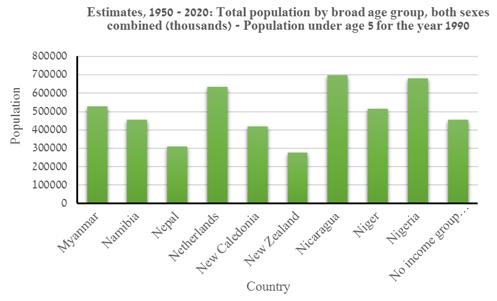 Estimates, 1950 - 2020: Total population by broad age group, both sexes
combined (thousands) - Population under age 5 for the year 1990
800000
700000
600000
500000
400000
300000
200000
100000
0
Population
Myanmar
Namibia
Nepal
Netherlands
New Caledonia
New Zealand
Nicaragua
Niger
Nigeria
No income group...
Country